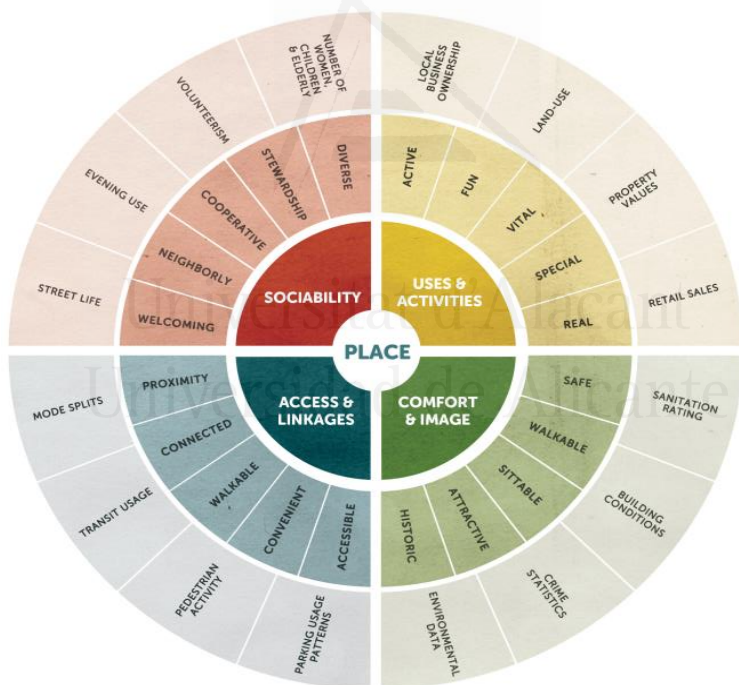 NUMBER OF
WOMEN,
CHILDREN
& ELDERLY
VOLUNTEERISM
EVENING USE
STREET LIFE
DIVERSE
STEWARDSHIP
COOPERATIVE
NEIGHBORLY
WELCOMING
SOCIABILITY
LOCAL
BUSINESS
OWNERSHIP
LAND-USE
PROPERTY
VALUES
RETAIL SALES
ACTIVE
FUN
VITAL
SPECIAL
REAL
USES &
ACTIVITIES
PLACE
Universitat d'Alacant
Universidad de Alicante
ACCESS &
LINKAGES
PROXIMITY
CONNECTED
WALKABLE
CONVENIENT
ACCESSIBLE
MODE SPLITS
TRANSIT USAGE
PEDESTRIAN
ACTIVITY
PARKING USAGE
PATTERNS
COMFORT
& IMAGE
SAFE
WALKABLE
SITTABLE
ATTRACTIVE
HISTORIC
SANITATION
RATING
BUILDING
CONDITIONS
CRIME
STATISTICS
ENVIRONMENTAL
DATA